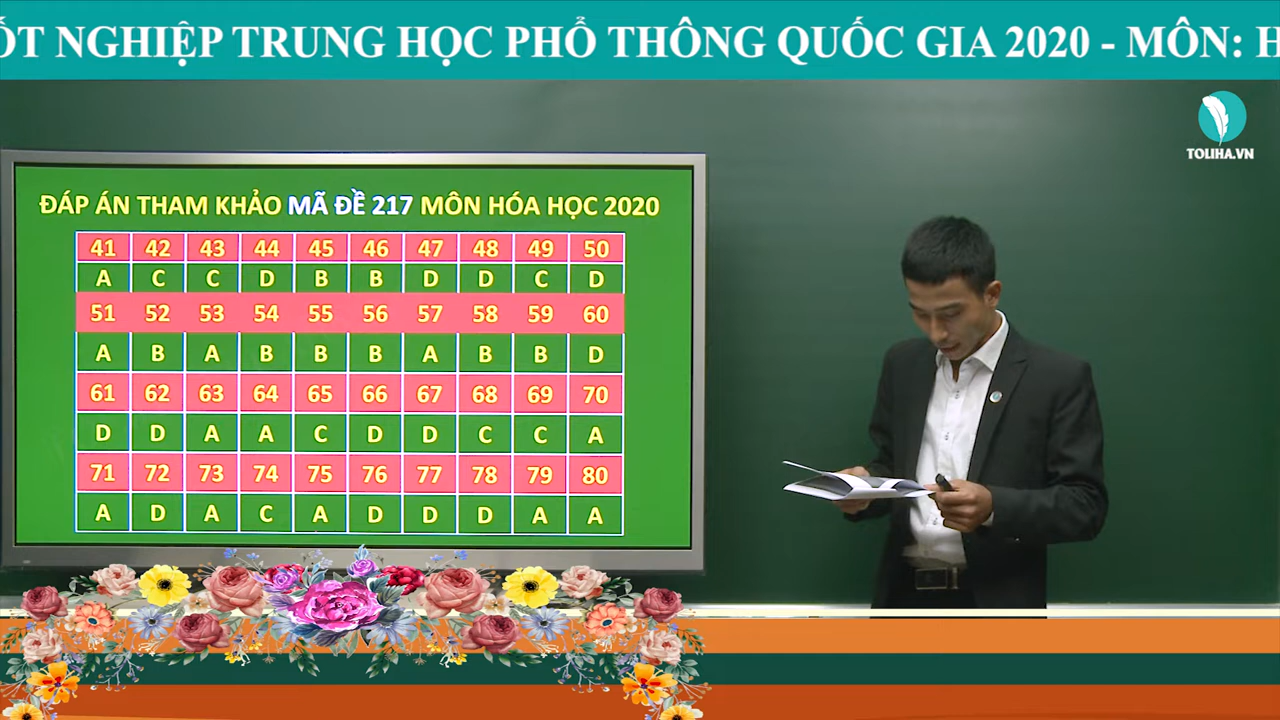 ỐT NGHIỆP TRUNG HỌC PHỔ THÔNG QUỐC GIA 2020 - MÔN: H
TOLIHA.VN
ĐÁP ÁN THAM KHẢO MÃ ĐỀ 217 MÔN HÓA HỌC 2020
41 42 43 44 45 46 47 48 49 50
A C C D B B D D C D
51 52 53 54 55 56 57 58 59 60
A B A B B B A B B D
61 62 63 64 65 66 67 68 69 70
D D A A C D D C C A
71 72 73 74 75 76 77 78 79 80
A D A C A D D D A A